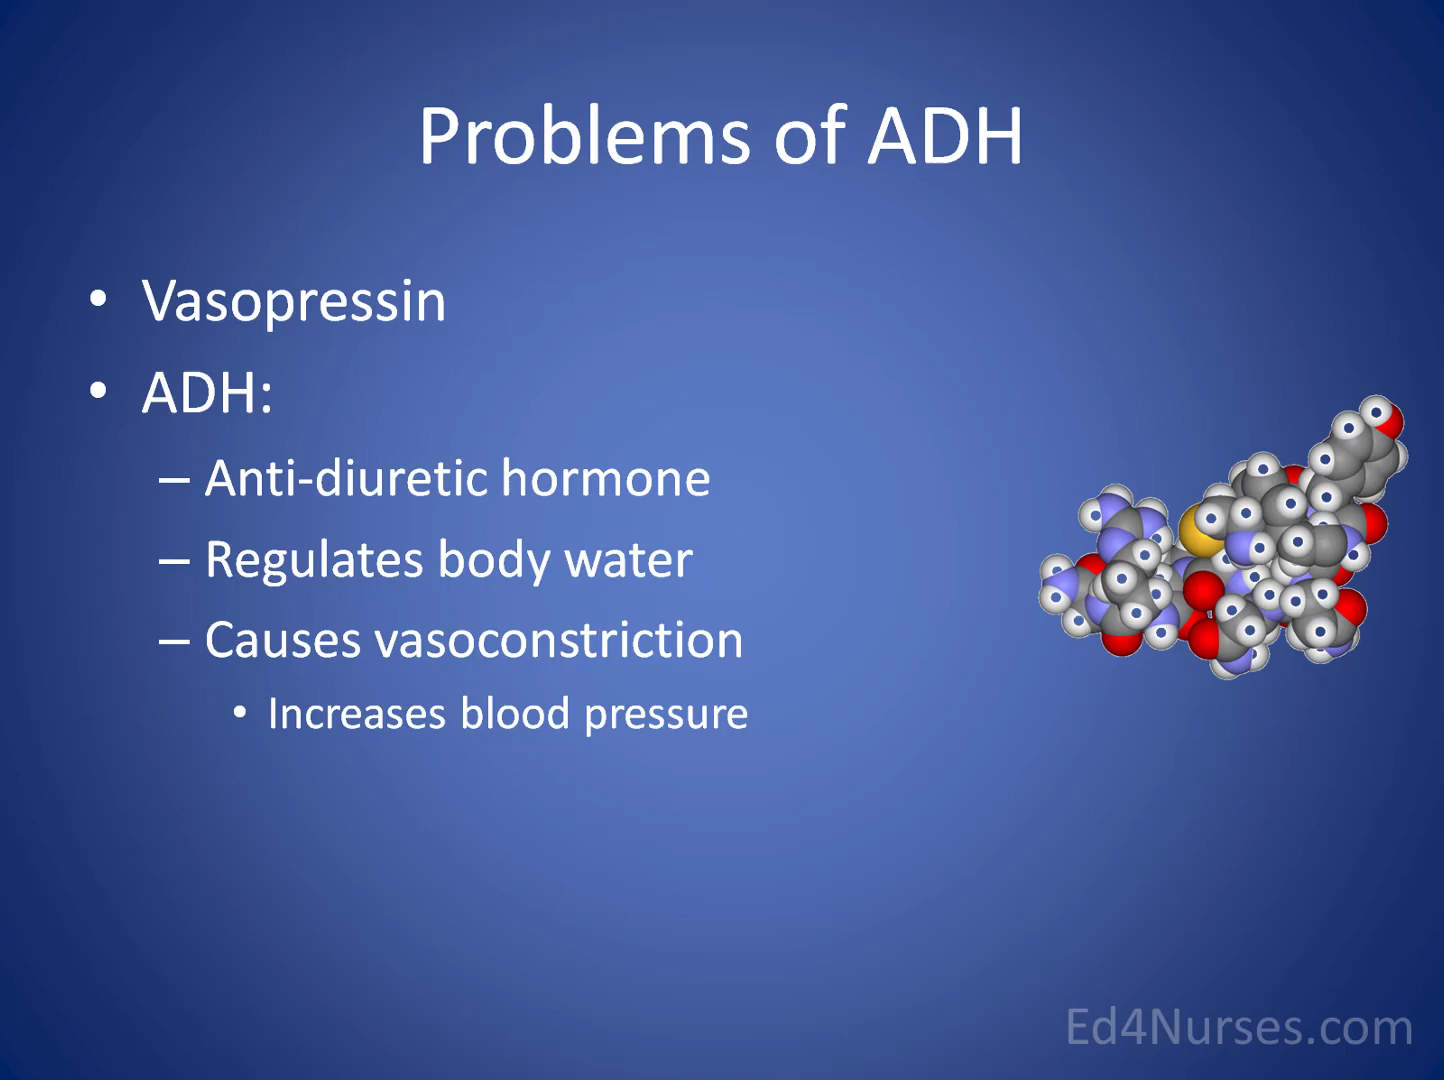 Problems of ADH
• Vasopressin
• ADH:
– Anti-diuretic hormone
– Regulates body water
– Causes vasoconstriction
• Increases blood pressure
Ed4Nurses.com